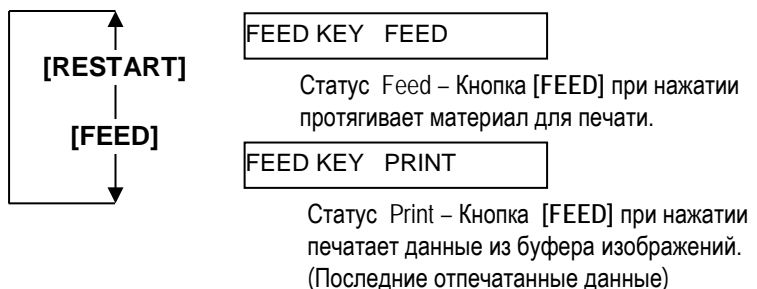 FEED KEY FEED
[RESTART]
Статус Feed – Кнопка [FEED] при нажатии
протягивает материал для печати.
[FEED]
FEED KEY PRINT
Статус Print – Кнопка [FEED] при нажатии
печатает данные из буфера изображений.
(Последние отпечатанные данные)